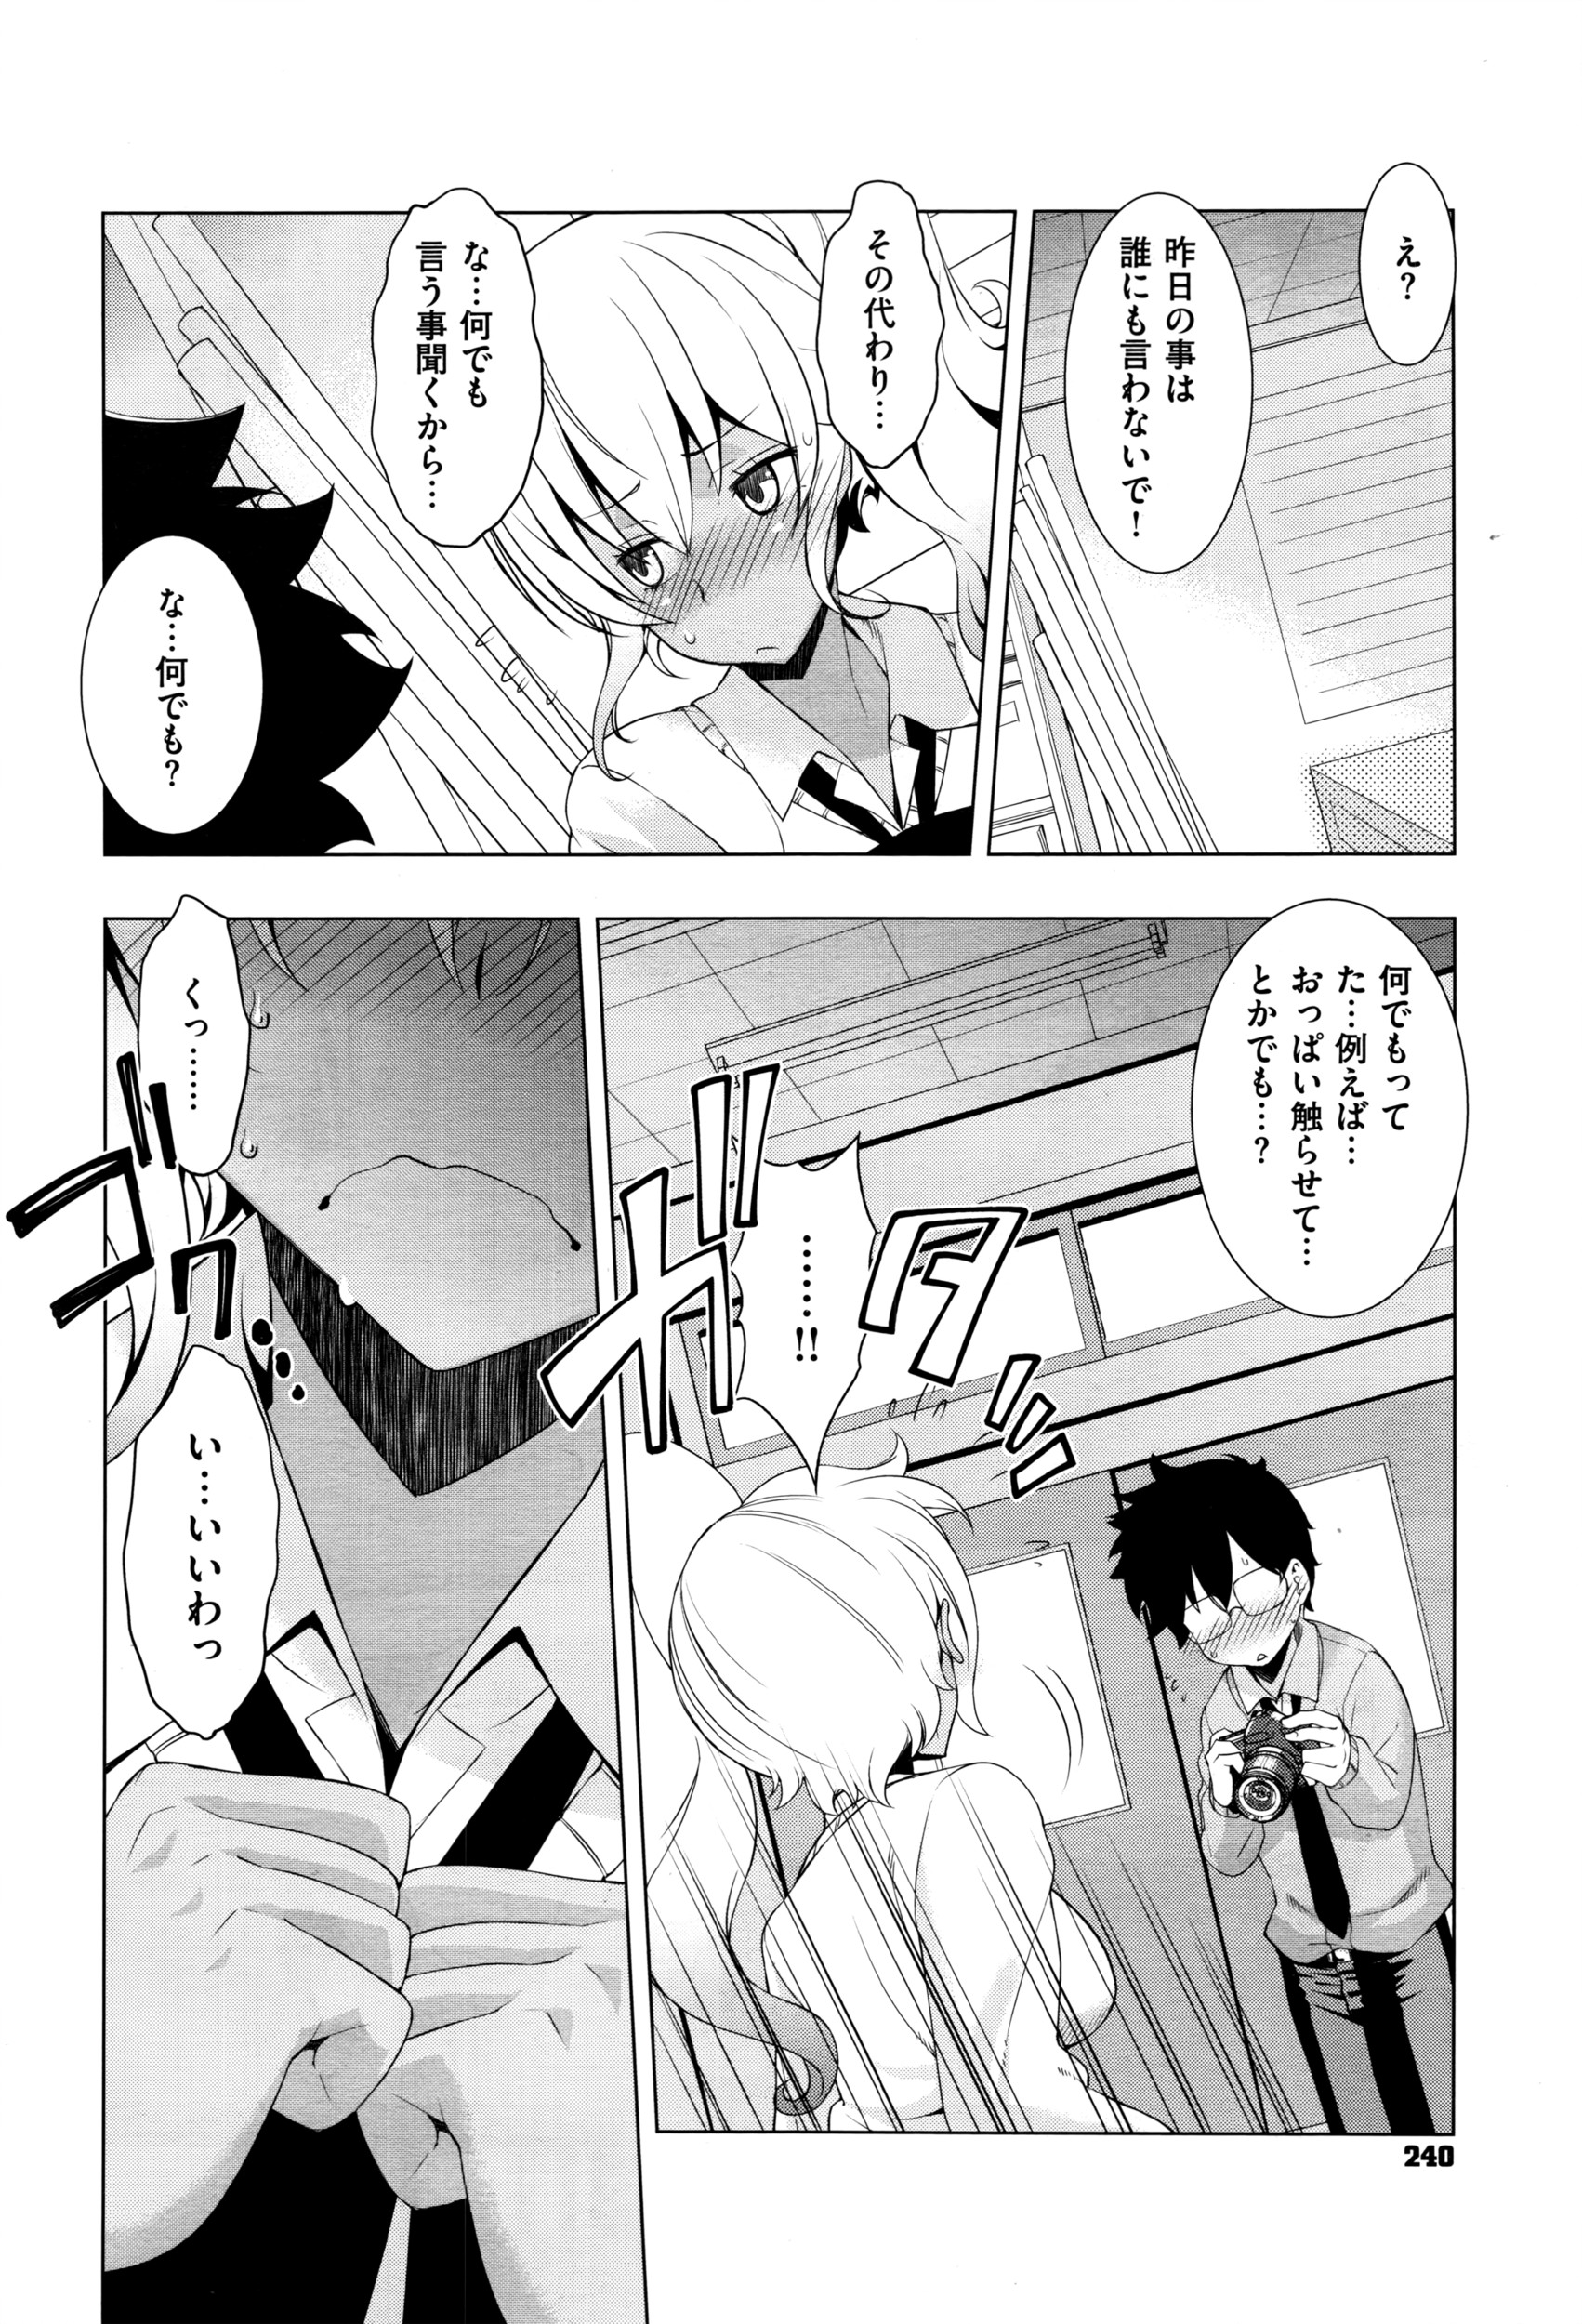 え？
昨日の事は
誰にも言わないで！
その代わり…
な…何でも
言う事聞くから…
な…何でも？
何でもって
た…例えば…
おっぱい触らせて…
とかでも…？
……!!
ガタッ
くっ……
コク…
い…いいわっ
240